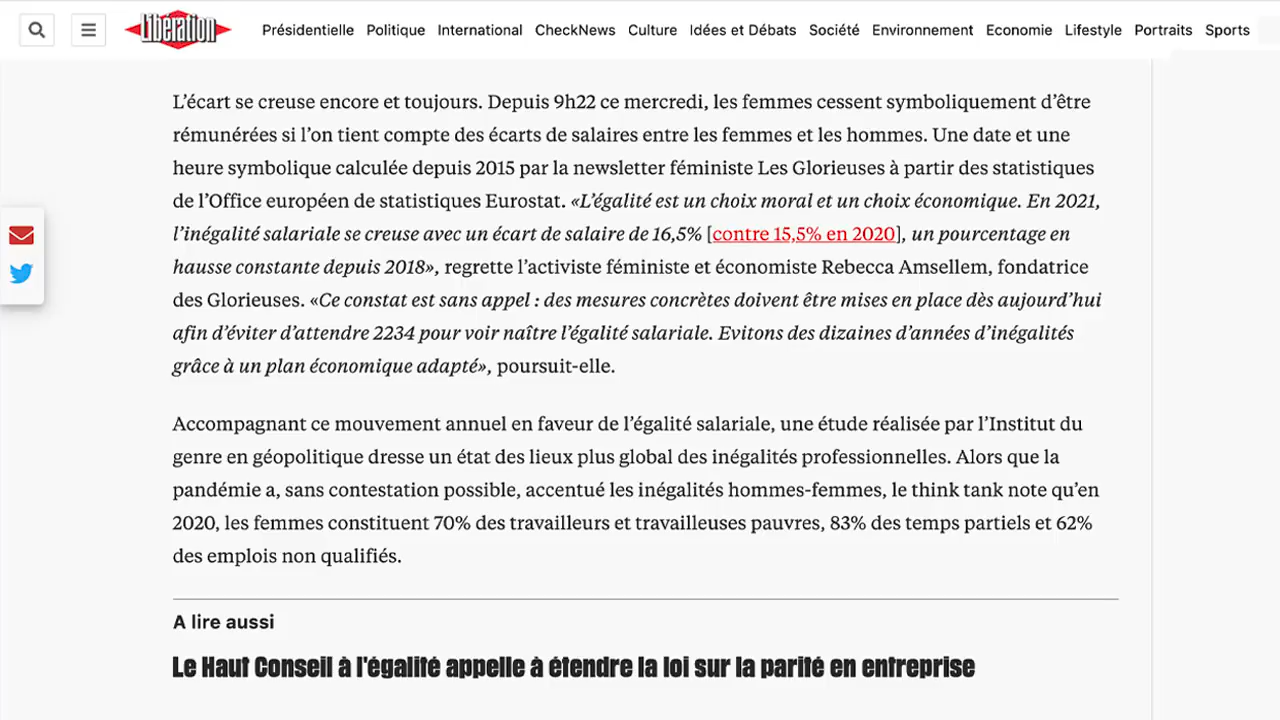 Libération
Présidentielle Politique International CheckNews Culture Idées et Débats Société Environnement Economie Lifestyle Portraits Sports
L’écart se creuse encore et toujours. Depuis 9h22 ce mercredi, les femmes cessent symboliquement d’être
rémunérées si l’on tient compte des écarts de salaires entre les femmes et les hommes. Une date et une
heure symbolique calculée depuis 2015 par la newsletter féministe Les Glorieuses à partir des statistiques
de l’Office européen de statistiques Eurostat. «L’égalité est un choix moral et un choix économique. En 2021,
l’inégalité salariale se creuse avec un écart de salaire de 16,5% [contre 15,5% en 2020], un pourcentage en
hausse constante depuis 2018», regrette l’activiste féministe et économiste Rebecca Amsellem, fondatrice
des Glorieuses. «Ce constat est sans appel : des mesures concrètes doivent être mises en place dès aujourd’hui
afin d’éviter d’attendre 2234 pour voir naître l’égalité salariale. Evitons des dizaines d’années d’inégalités
grâce à un plan économique adapté», poursuit-elle.
Accompagnant ce mouvement annuel en faveur de l’égalité salariale, une étude réalisée par l’Institut du
genre en géopolitique dresse un état des lieux plus global des inégalités professionnelles. Alors que la
pandémie a, sans contestation possible, accentué les inégalités hommes-femmes, le think tank note qu’en
2020, les femmes constituent 70% des travailleurs et travailleuses pauvres, 83% des temps partiels et 62%
des emplois non qualifiés.
A lire aussi
Le Haut Conseil à l'égalité appelle à étendre la loi sur la parité en entreprise